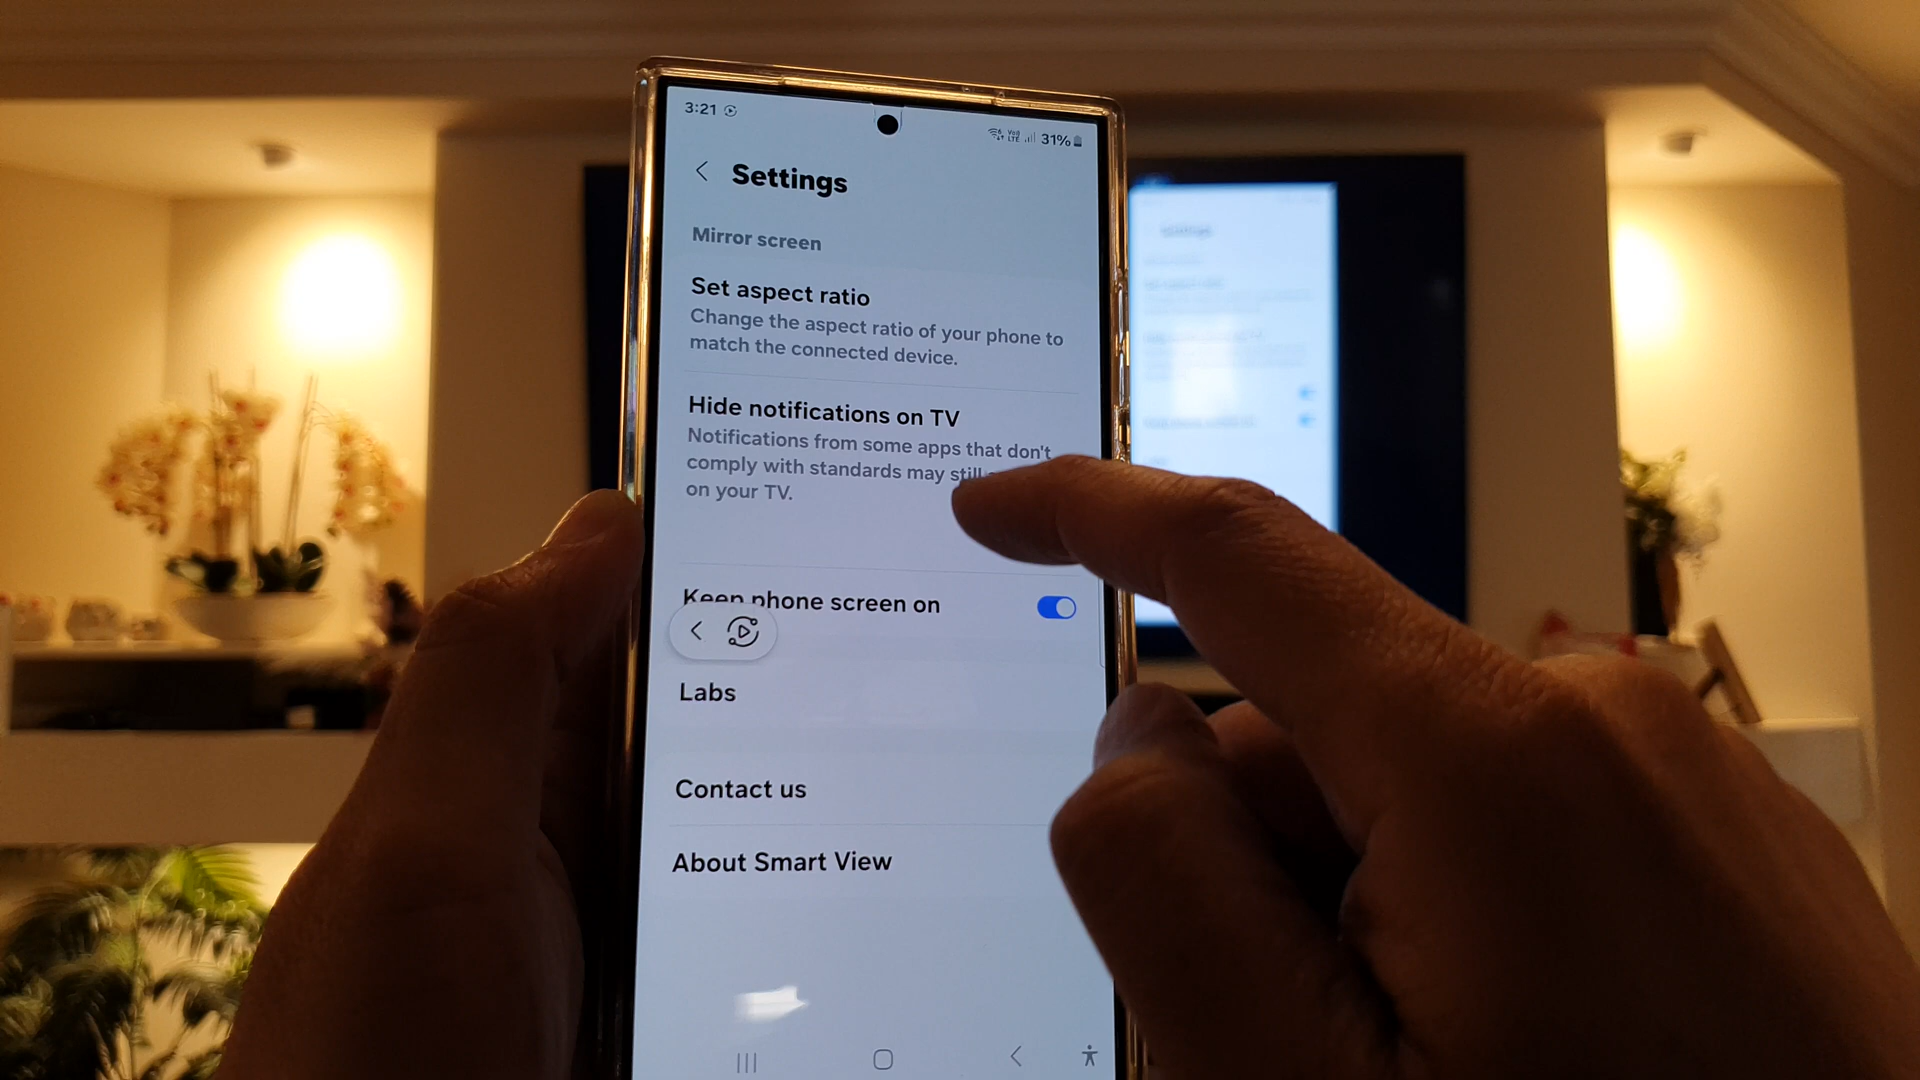 3:21
Vo)) LTE 31%
Settings
Mirror screen
Set aspect ratio
Change the aspect ratio of your phone to
match the connected device.
Hide notifications on TV
Notifications from some apps that don't
comply with standards may still
on your TV.
Keep phone screen on
Labs
Contact us
About Smart View